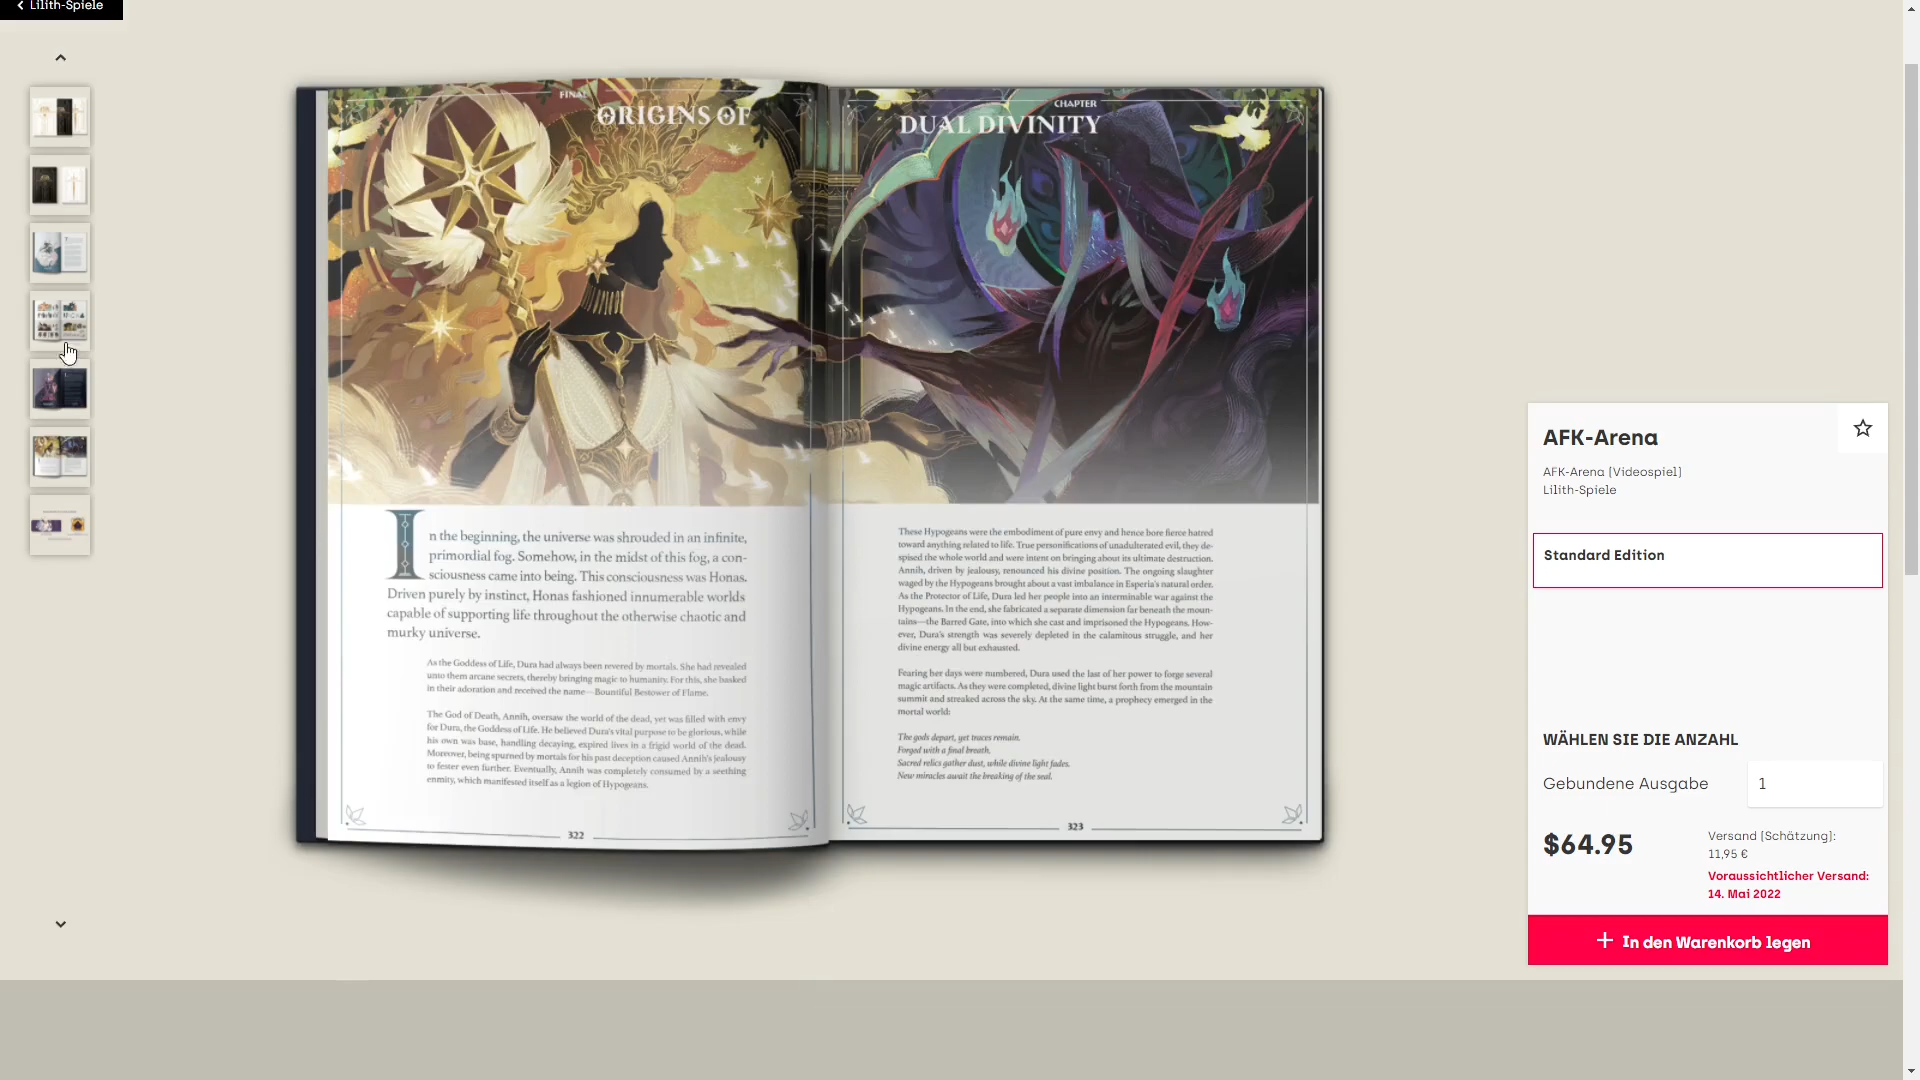 Lilith-Spiele
FINAL
ORIGINS OF
CHAPTER
DUAL DIVINITY
In the beginning, the universe was shrouded in an infinite,
primordial fog. Somehow, in the midst of this fog, a con-
sciousness came into being. This consciousness was Honas.
Driven purely by instinct, Honas fashioned innumerable worlds
capable of supporting life throughout the otherwise chaotic and
murky universe.
As the Goddess of Life, Dura had always been revered by mortals. She had revealed
unto them arcane secrets, thereby bringing magic to humanity. For this, she basked
in their adoration and received the name—Bountiful Bestower of Flame.
The God of Death, Annih, oversaw the world of the dead, yet was filled with envy
for Dura, the Goddess of Life. He believed Dura's vital purpose to be glorious, while
his own was base, handling decaying, expired lives in a frigid world of the dead.
Moreover, being spurned by mortals for his past deception caused Annih's jealousy
to fester even further. Eventually, Annih was completely consumed by a seething
enmity, which manifested itself as a legion of Hypogeans.
322
These Hypogeans were the embodiment of pure envy and hence bore fierce hatred
toward anything related to life. True personifications of unadulterated evil, they de-
spised the whole world and were intent on bringing about its ultimate destruction.
Annih, driven by jealousy, renounced his divine position. The ongoing slaughter
waged by the Hypogeans brought about a vast imbalance in Esperia's natural order.
As the Protector of Life, Dura led her people into an interminable war against the
Hypogeans. In the end, she fabricated a separate dimension far beneath the moun-
tains—the Barred Gate, into which she cast and imprisoned the Hypogeans. How-
ever, Dura's strength was severely depleted in the calamitous struggle, and her
divine energy all but exhausted.
Fearing her days were numbered, Dura used the last of her power to forge several
magic artifacts. As they were completed, divine light burst forth from the mountain
summit and streaked across the sky. At the same time, a prophecy emerged in the
mortal world:
The gods depart, yet traces remain.
Forged with a final breath.
Sacred relics gather dust, while divine light fades.
New miracles await the breaking of the seal.
323
AFK-Arena
AFK-Arena (Videospiel)
Lilith-Spiele
Standard Edition
WÄHLEN SIE DIE ANZAHL
Gebundene Ausgabe
1
$64.95
Versand (Schätzung):
11,95 €
Voraussichtlicher Versand:
14. Mai 2022
+ In den Warenkorb legen